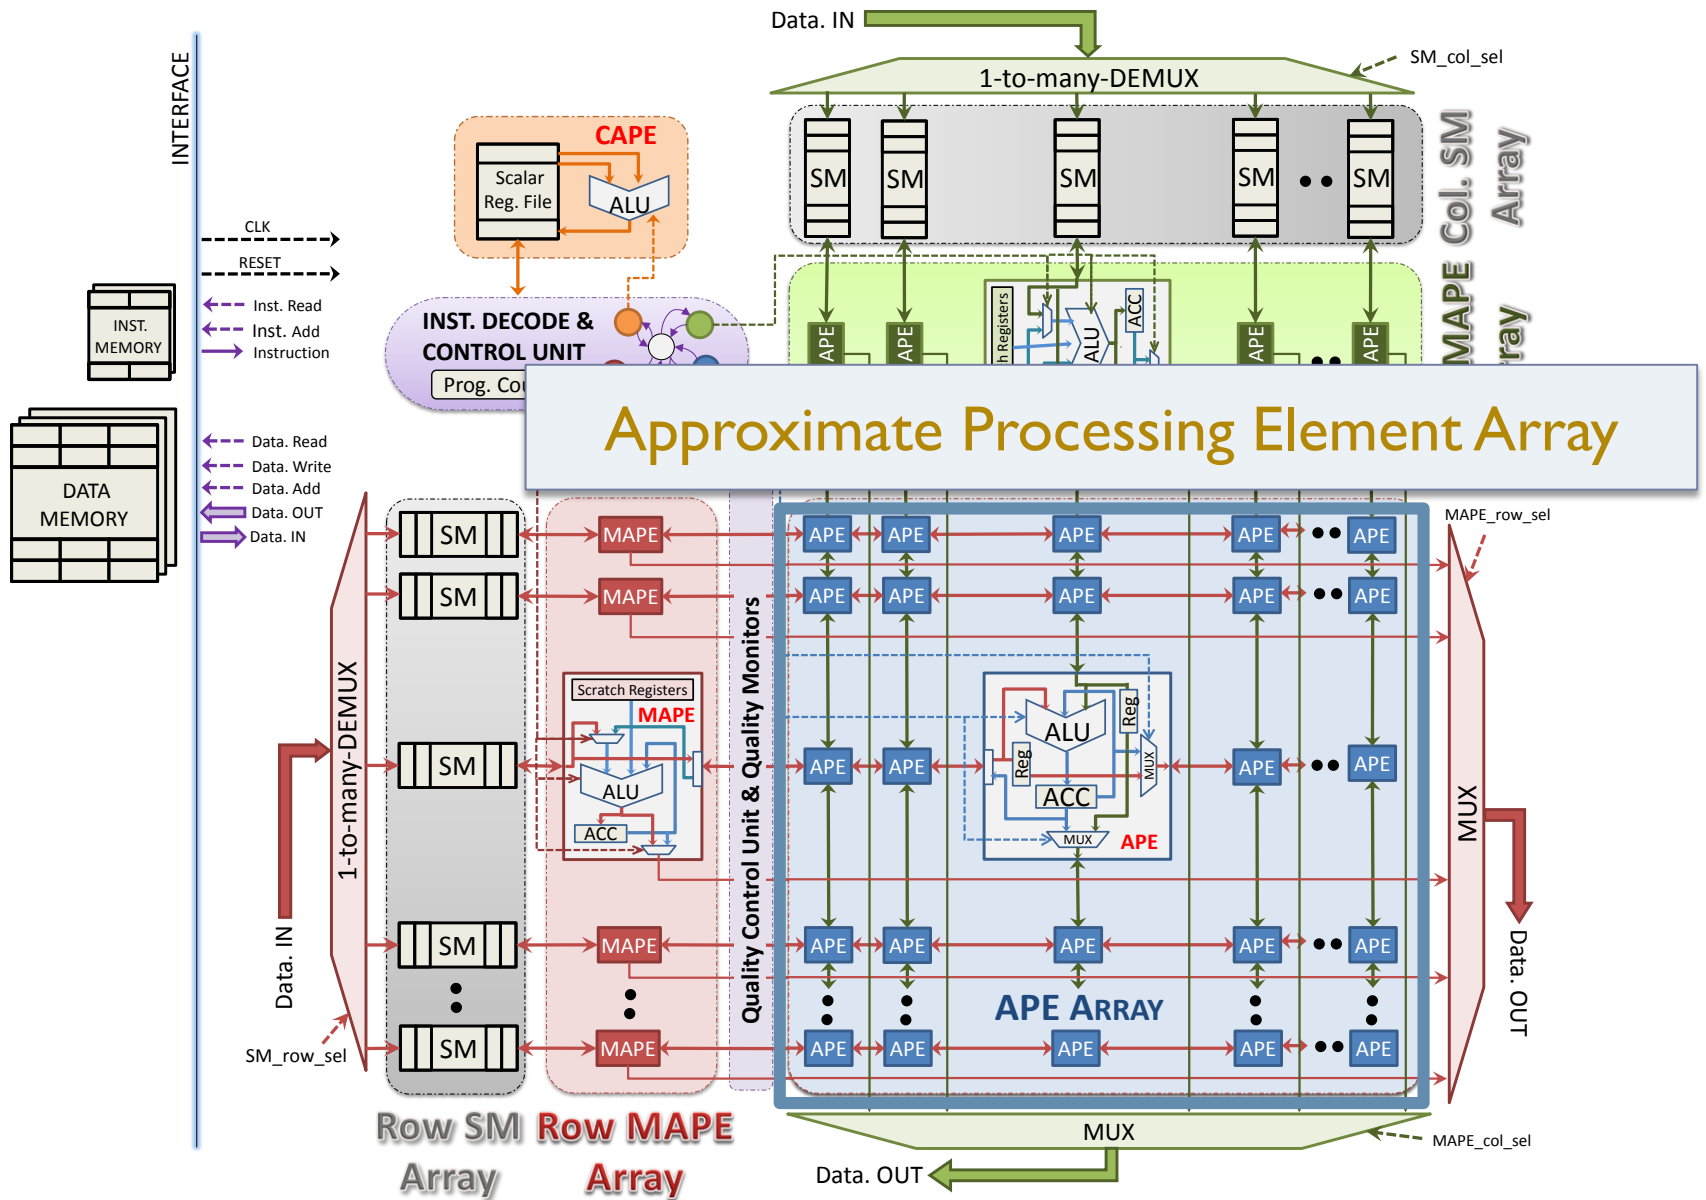 Data. IN
1-to-many-DEMUX
SM_col_sel
INTERFACE
CAPE
Scalar
Reg. File
ALU
SM
SM
SM
SM
SM
Col. SM
Array
CLK
RESET
Inst. Read
Inst. Add
Instruction
INST.
MEMORY
INST. DECODE &
CONTROL UNIT
Prog. Cou
APE
APE
h Registers
ALU
ACC
APE
APE
MAPE
rray
Approximate Processing Element Array
Data. Read
Data. Write
Data. Add
Data. OUT
Data. IN
DATA
MEMORY
1-to-many-DEMUX
Data. IN
SM_row_sel
SM
SM
SM
SM
SM
MAPE
MAPE
Scratch Registers
MAPE
ALU
ACC
MAPE
MAPE
Quality Control Unit & Quality Monitors
APE
APE
APE
APE
APE
APE
APE
APE
APE
APE
APE
APE
ALU
Reg
Reg
ACC
MUX
MUX
APE
APE
APE
APE
APE
APE
APE
APE
APE ARRAY
APE
APE
APE
APE
APE
MAPE_row_sel
MUX
Data. OUT
Row SM
Array
Row MAPE
Array
MUX
MAPE_col_sel
Data. OUT